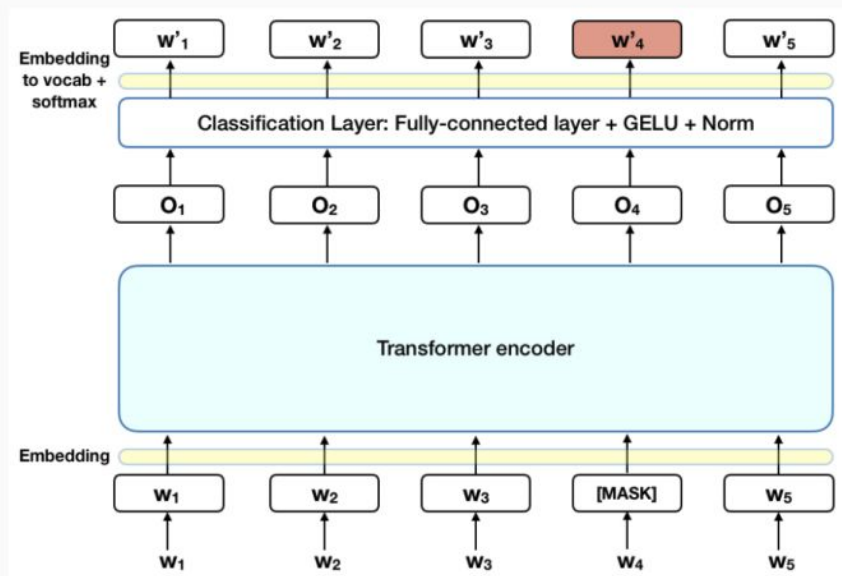 w'1 w'2 w'3 w'4 w'5
Embedding
to vocab +
softmax
Classification Layer: Fully-connected layer + GELU + Norm
O1 O2 O3 O4 O5
Transformer encoder
Embedding
W1 W2 W3 [MASK] W5
W1 W2 W3 W4 W5